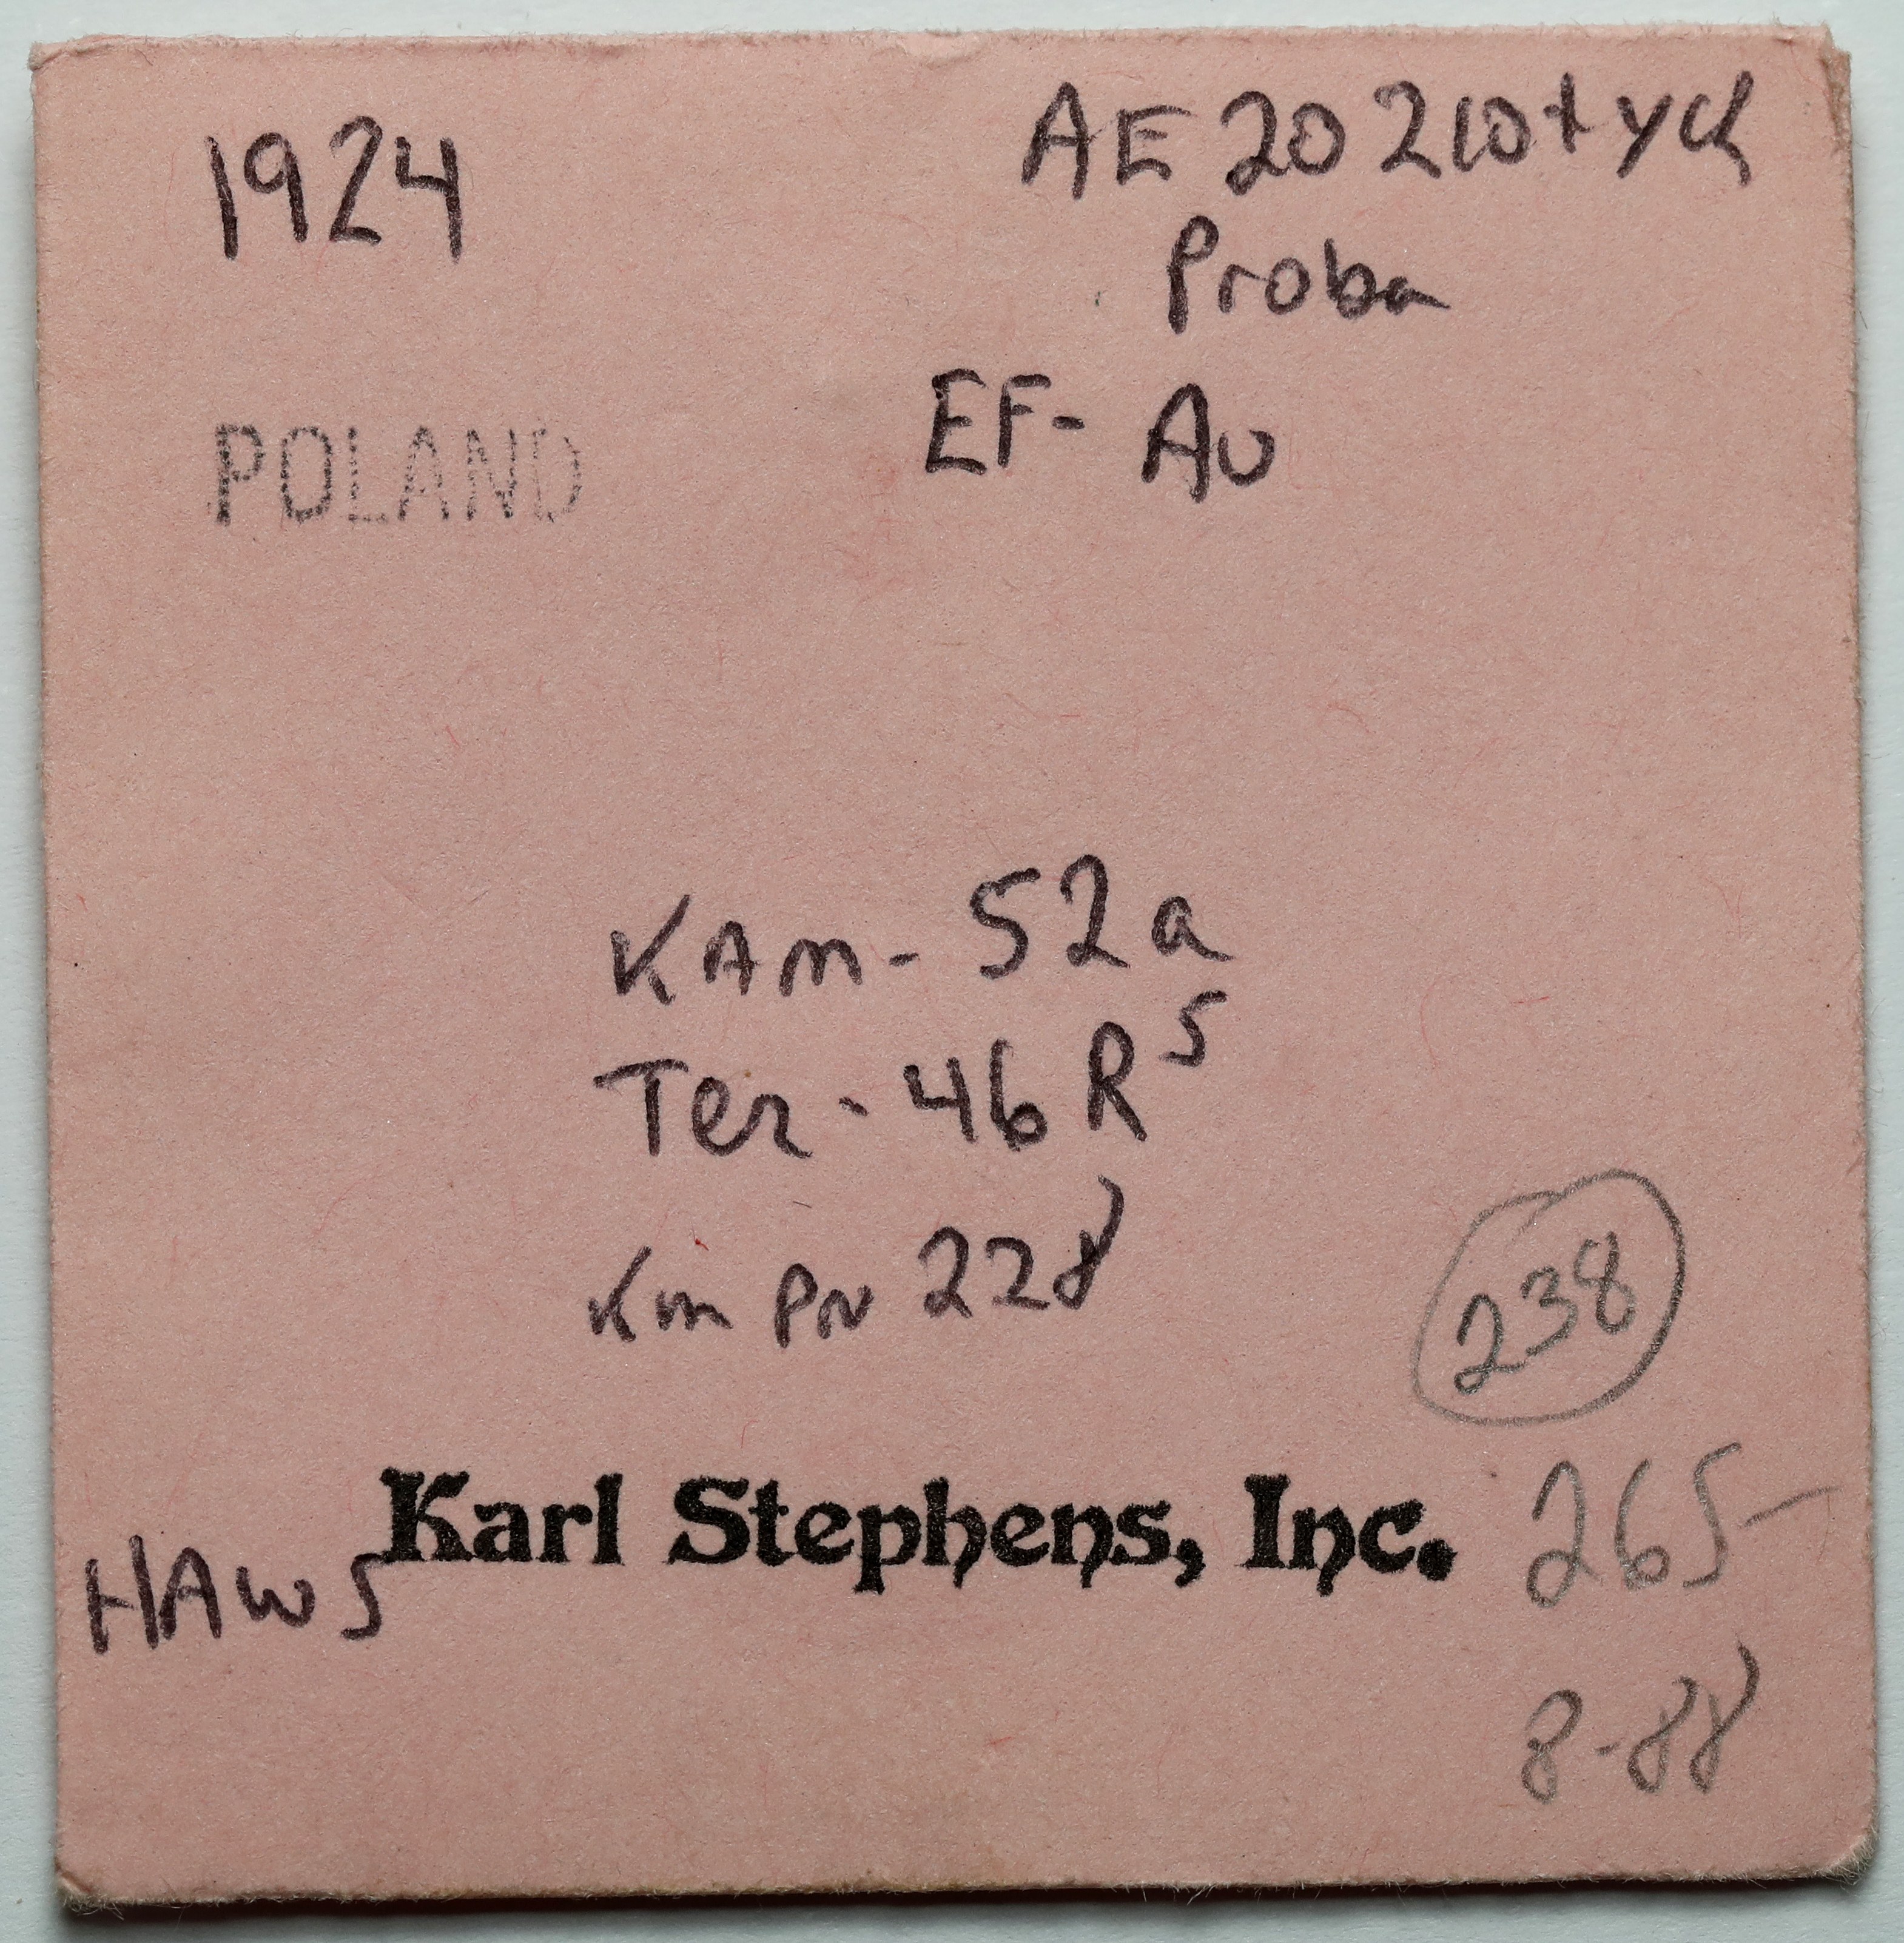 1924
AE 20 Zlotych
Proba
EF- AU
POLAND
KAM- 52a
Ter - 46 R5
Km PN 228
238
Karl Stephens, Inc.
265-
HAWS
8-88